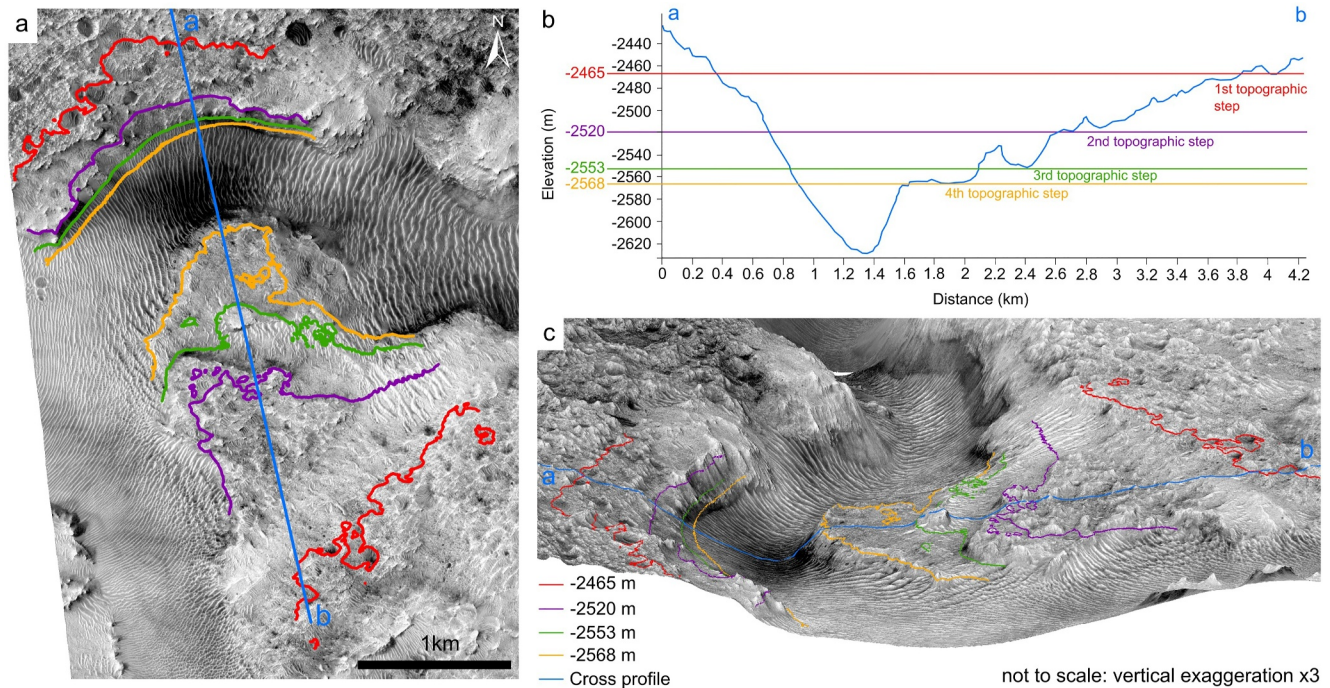 a
a
N
b
1km
b
a
b
Elevation (m)
-2440
-2460
-2465
-2480
-2500
-2520
-2540
-2553
-2560
-2568
-2580
-2600
-2620
1st topographic
step
2nd topographic step
3rd topographic step
4th topographic step
0 0.2 0.4 0.6 0.8 1 1.2 1.4 1.6 1.8 2 2.2 2.4 2.6 2.8 3 3.2 3.4 3.6 3.8 4 4.2
Distance (km)
c
a
b
-2465 m
-2520 m
-2553 m
-2568 m
Cross profile
not to scale: vertical exaggeration x3